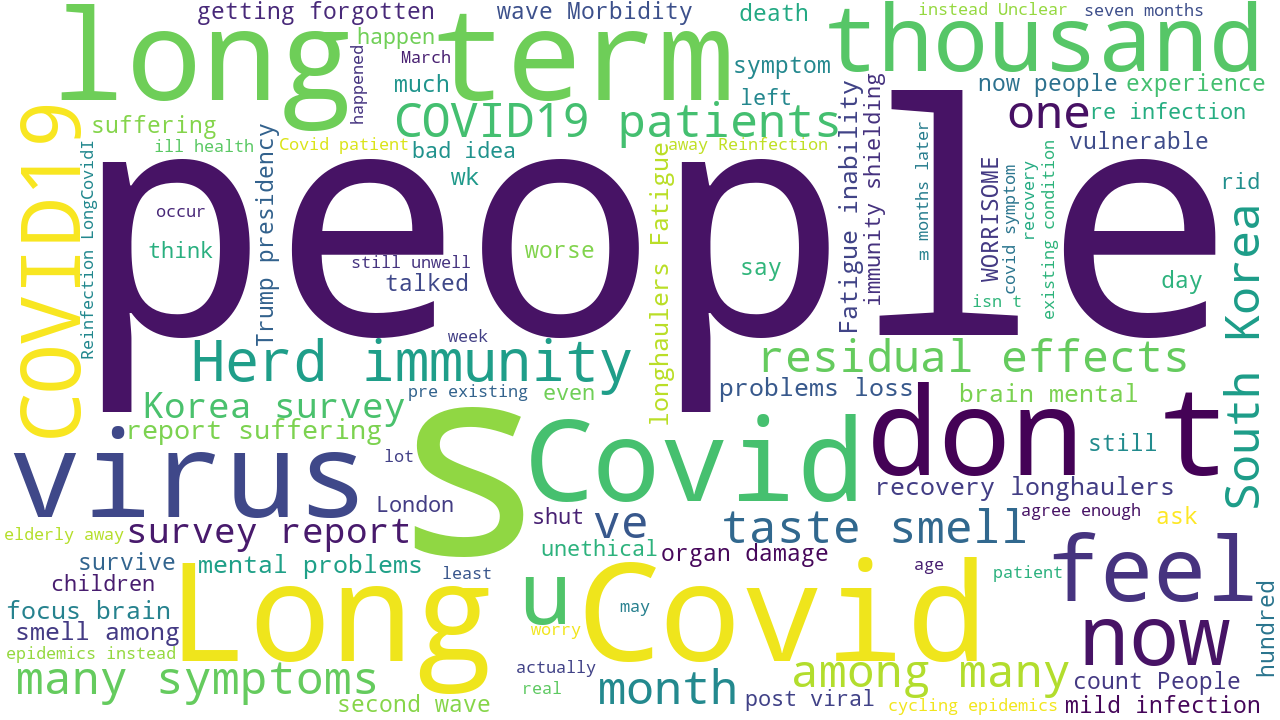 getting forgotten
wave Morbidity
death
instead Unclear
seven months
long term
thousand
happen
March
happened
much
symptom
left
now people
experience
COVID19
suffering
COVID19 patients
one
re infection
ill health
Covid patient
bad idea
away Reinfection
vulnerable
wk
rid
people
Reinfection LongCovidI
Trump presidency
occur
think
still unwell
talked
worse
longhaulers Fatigue
say
Fatigue inability
immunity shielding
m months later
WORRISOME
covid symptom
recovery
existing condition
isn t
day
South Korea
week
Herd immunity
residual effects
pre existing
even
problems loss
brain mental
Korea survey
report suffering
s
Covid
don t
still
virus
lot
London
recovery longhaulers
elderly away
survey report
shut
ve
taste smell
agree enough
ask
unethical
organ damage
survive
mental problems
least
age
patient
feel
children
Long Covid
u
may
focus brain
smell among
worry
now
hundred
epidemics instead
many symptoms
actually
real
month
among many
count People
second wave
post viral
cycling epidemics
mild infection